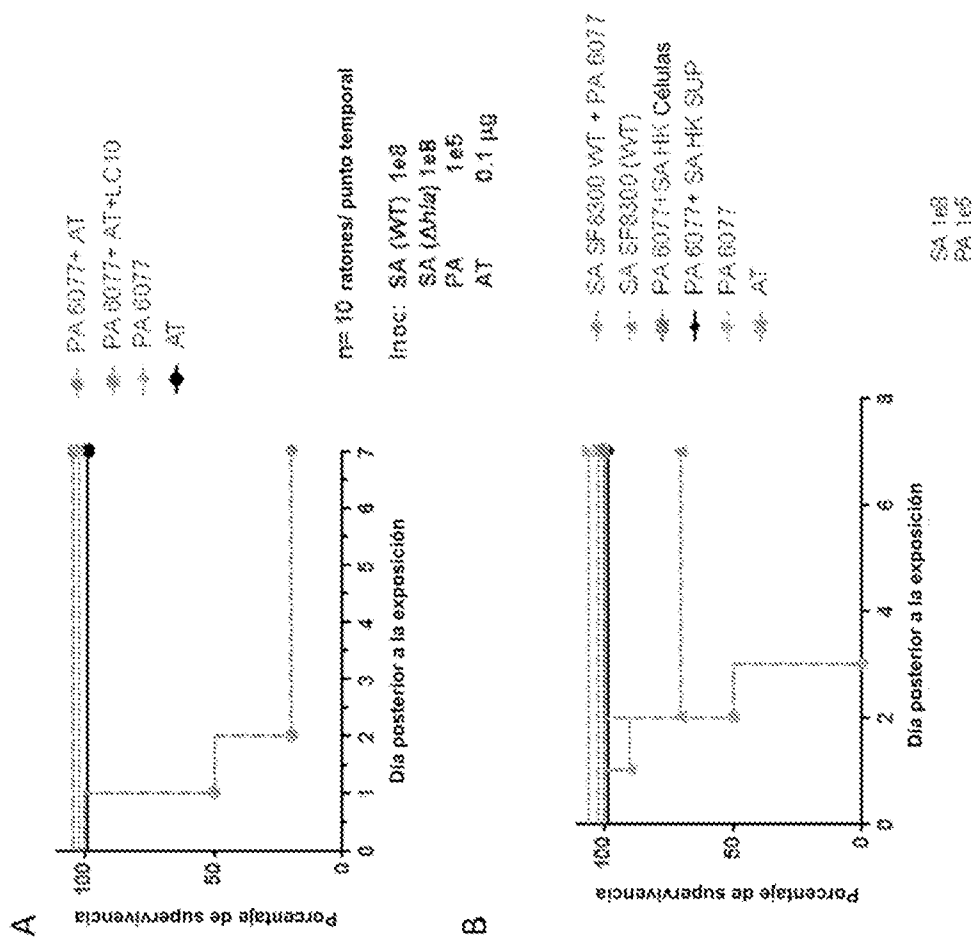 A
Porcentaje de supervivencia
100
50
0
0 1 2 3 4 5 6 7
Día posterior a la exposición
PA 6077+ AT
PA 6077+ AT+LC10
PA 6077
AT
n= 10 ratones/ punto temporal
Inoc: SA (WT) 1e8
SA (Δhla) 1e8
PA 1e5
AT 0.1 µg
B
Porcentaje de supervivencia
100
50
0
0 2 4 6 8
Día posterior a la exposición
SA SF8300 WT + PA 6077
SA SF8300 (WT)
PA 6077+SA HK Células
PA 6077+ SA HK SUP
PA 6077
AT
SA 1e8
PA 1e5